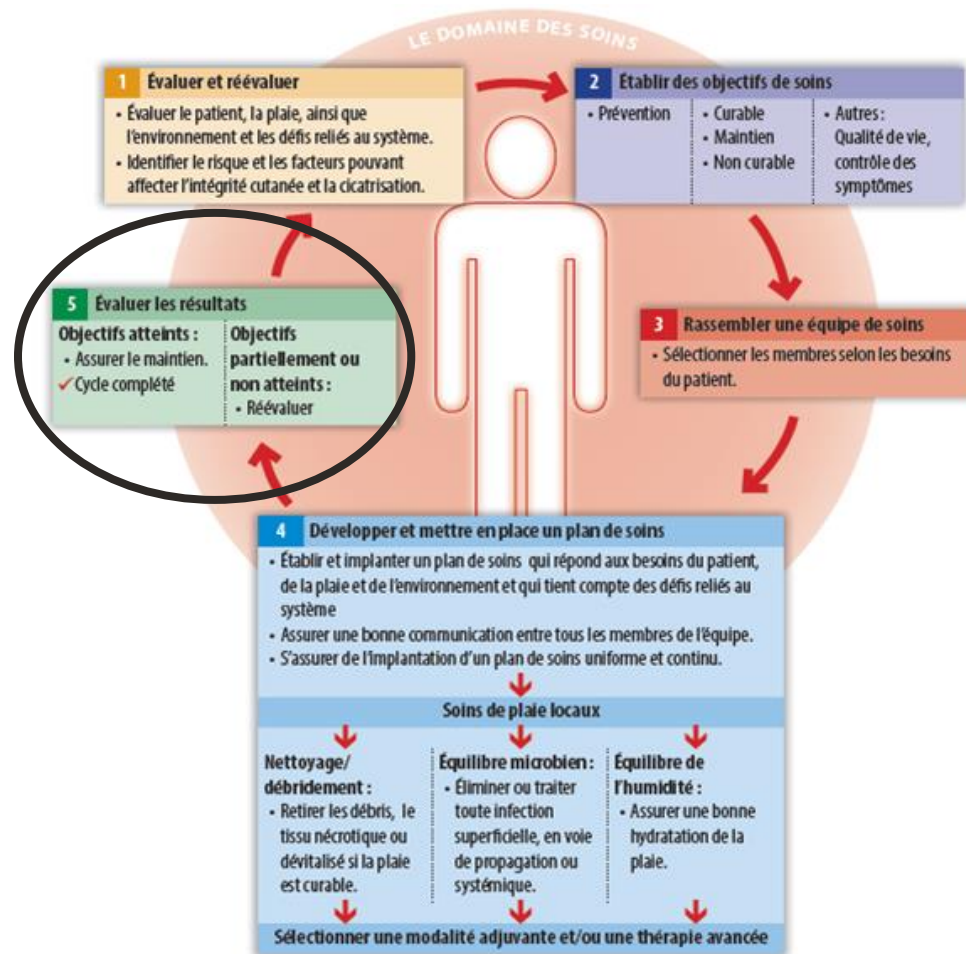 LE DOMAINE DES SOINS
1 Évaluer et réévaluer
• Évaluer le patient, la plaie, ainsi que
l'environnement et les défis reliés au système.
• Identifier le risque et les facteurs pouvant
affecter l'intégrité cutanée et la cicatrisation.
2 Établir des objectifs de soins
• Prévention
• Curable
• Maintien
• Non curable
• Autres :
Qualité de vie,
contrôle des
symptômes
3 Rassembler une équipe de soins
• Sélectionner les membres selon les besoins
du patient.
4 Développer et mettre en place un plan de soins
• Établir et implanter un plan de soins qui répond aux besoins du patient,
de la plaie et de l'environnement et qui tient compte des défis reliés au
système
• Assurer une bonne communication entre tous les membres de l'équipe.
• S'assurer de l'implantation d'un plan de soins uniforme et continu.
Soins de plaie locaux
Nettoyage/
débridement :
• Retirer les débris, le
tissu nécrotique ou
dévitalisé si la plaie
est curable.
Équilibre microbien :
• Éliminer ou traiter
toute infection
superficielle, en voie
de propagation ou
systémique.
Équilibre de
l'humidité :
• Assurer une bonne
hydratation de la
plaie.
Sélectionner une modalité adjuvante et/ou une thérapie avancée
5 Évaluer les résultats
Objectifs atteints :
• Assurer le maintien.
✓ Cycle complété
Objectifs
partiellement ou
non atteints :
• Réévaluer